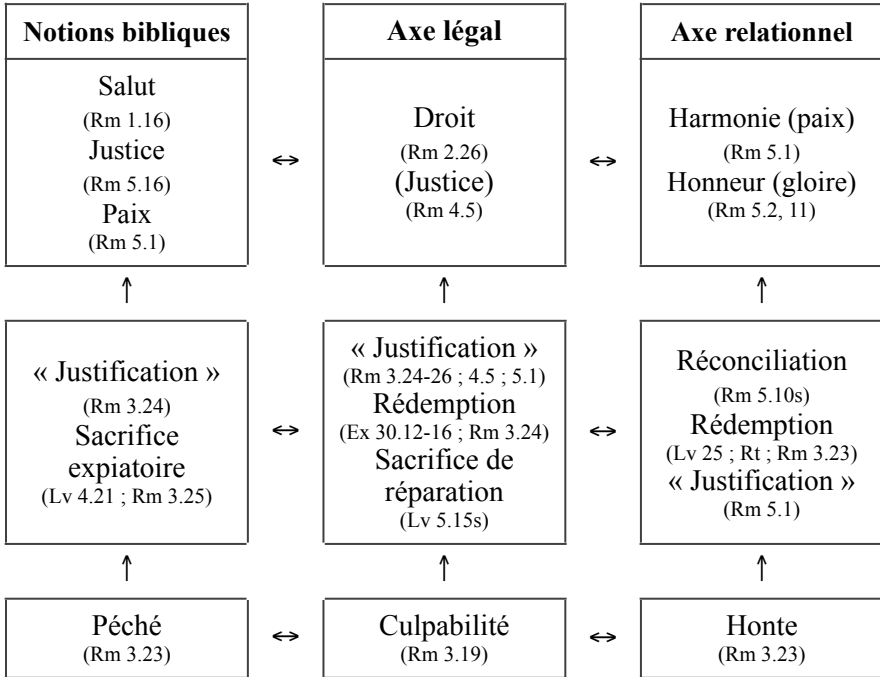 Notions bibliques
Axe légal
Axe relationnel
Salut
(Rm 1.16)
Justice
(Rm 5.16)
Paix
(Rm 5.1)
↔
Droit
(Rm 2.26)
(Justice)
(Rm 4.5)
↔
Harmonie (paix)
(Rm 5.1)
Honneur (gloire)
(Rm 5.2, 11)
↑
↑
↑
« Justification »
(Rm 3.24)
Sacrifice
expiatoire
(Lv 4.21 ; Rm 3.25)
↔
« Justification »
(Rm 3.24-26 ; 4.5 ; 5.1)
Rédemption
(Ex 30.12-16 ; Rm 3.24)
Sacrifice de
réparation
(Lv 5.15s)
↔
Réconciliation
(Rm 5.10s)
Rédemption
(Lv 25 ; Rt ; Rm 3.23)
« Justification »
(Rm 5.1)
↑
↑
↑
Péché
(Rm 3.23)
↔
Culpabilité
(Rm 3.19)
↔
Honte
(Rm 3.23)